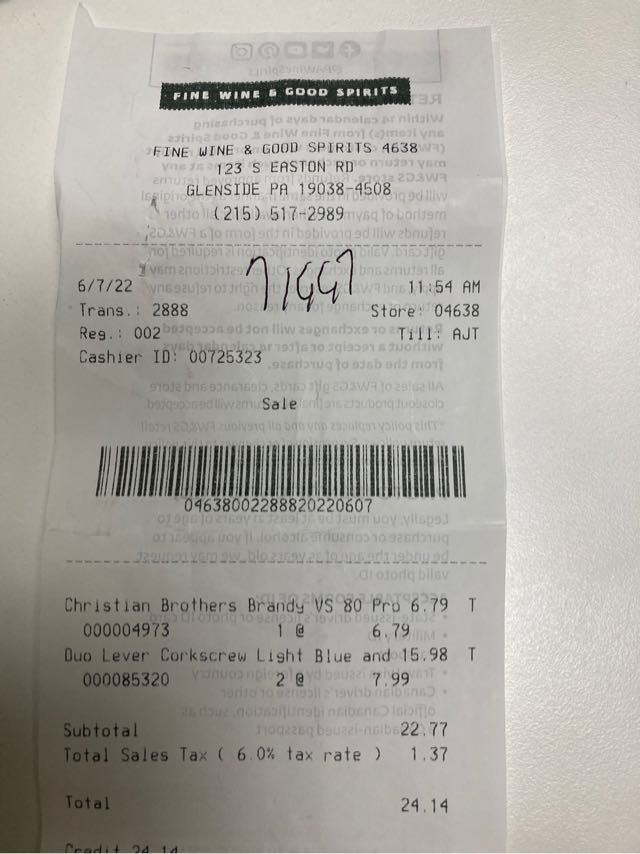 FINE WINE & GOOD SPIRITS
FINE WINE & GOOD SPIRITS 4638
123 S EASTON RD
GLENSIDE PA 19038-4508
(215) 517-2989
6/7/22 11:54 AM
Trans.: 2888 Store: 04638
Reg.: 002 Till: AJT
Cashier ID: 00725323
Sale
04638002288820220607
Christian Brothers Brandy VS 80 Pro 6.79 T
000004973 1 @ 6.79
Duo Lever Corkscrew Light Blue and 15.98 T
000085320 2 @ 7.99
Subtotal 22.77
Total Sales Tax ( 6.0% tax rate ) 1.37
Total 24.14
Credit 24.14